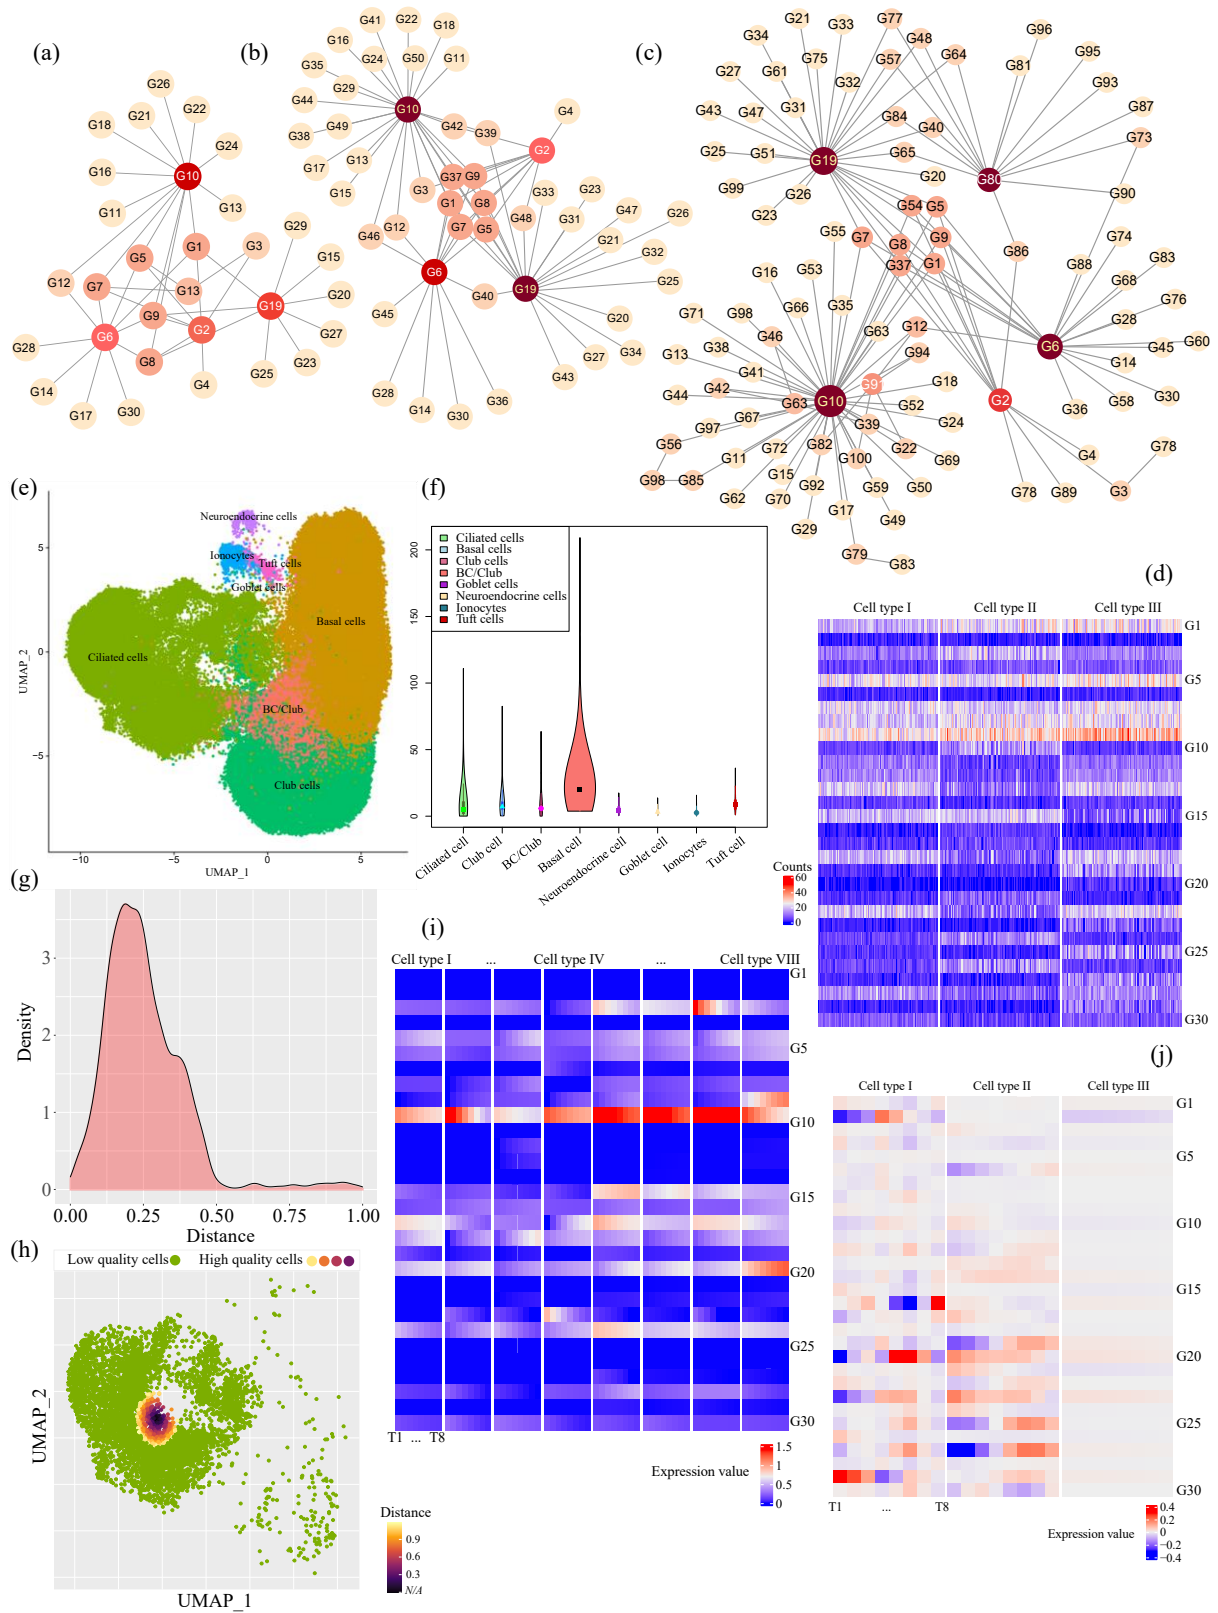 (a)
G26
G21
G22
G18
G24
G16
G10
G11
G13
G29
G1
G3
G5
G15
G12
G7
G13
G20
G9
G19
G6
G2
G27
G28
G8
G23
G14
G4
G25
G17
G30
(b)
G41
G22
G18
G16
G24
G50
G11
G35
G29
G44
G10
G4
G42
G39
G38
G49
G2
G17
G13
G37
G9
G15
G3
G33
G23
G1
G8
G47
G26
G48
G31
G12
G7
G5
G46
G21
G32
G6
G19
G25
G40
G45
G20
G27
G34
G43
G28
G14
G30
G36
(c)
G21
G33
G77
G34
G48
G96
G75
G57
G64
G95
G27
G61
G81
G32
G93
G43
G47
G31
G84
G40
G87
G73
G25
G51
G19
G65
G20
G80
G99
G26
G90
G23
G54
G5
G55
G7
G8
G9
G74
G86
G37
G1
G88
G83
G16
G53
G68
G66
G35
G76
G71
G98
G46
G63
G12
G28
G6
G45
G60
G13
G38
G94
G14
G41
G91
G18
G44
G42
G63
G10
G52
G2
G58
G30
G36
G67
G24
G97
G39
G56
G11
G72
G82
G100
G22
G69
G4
G78
G98
G85
G15
G92
G59
G50
G78
G89
G3
G62
G70
G17
G49
G29
G79
G83
(e)
Neuroendocrine cells
Ionocytes
Tuft cells
Goblet cells
Basal cells
Ciliated cells
BC/Club
Club cells
5
0
−5
−10
−5
0
5
UMAP_2
UMAP_1
(f)
Ciliated cells
Basal cells
Club cells
BC/Club
Goblet cells
Neuroendocrine cells
Ionocytes
Tuft cells
200
150
100
50
0
Ciliated cell
Club cell
BC/Club
Basal cell
Neuroendocrine cell
Goblet cell
Ionocytes
Tuft cell
(d)
Cell type I
Cell type II
Cell type III
G1
G5
G10
G15
G20
G25
G30
Counts
60
40
20
0
(g)
3
2
1
0
0.00
0.25
0.50
0.75
1.00
Density
Distance
(h)
Low quality cells
High quality cells
UMAP_2
UMAP_1
Distance
0.9
0.6
0.3
N/A
(i)
Cell type I
...
Cell type IV
...
Cell type VIII
G1
G5
G10
G15
G20
G25
G30
T1 ... T8
Expression value
1.5
1
0.5
0
(j)
Cell type I
Cell type II
Cell type III
G1
G5
G10
G15
G20
G25
G30
T1
...
T8
Expression value
0.4
0.2
0
−0.2
−0.4